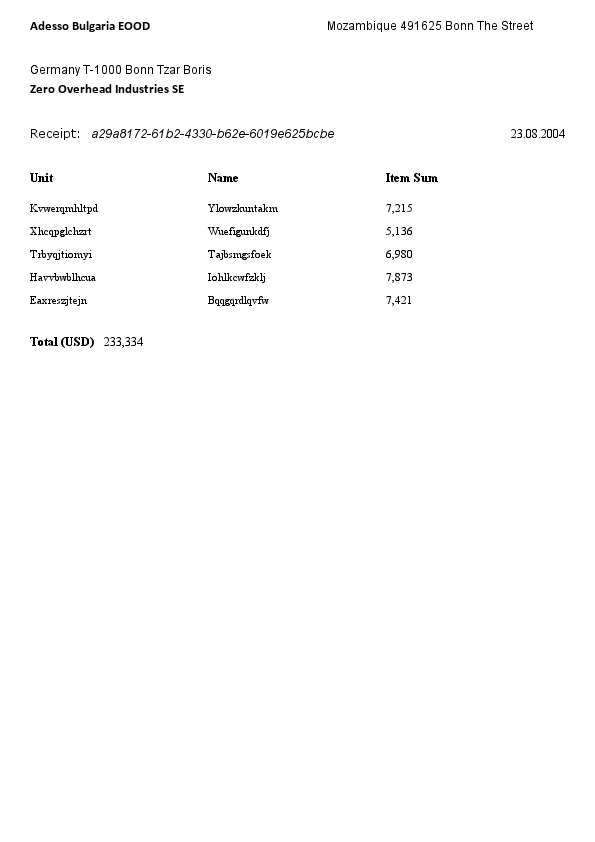 Adesso Bulgaria EOOD Mozambique 491625 Bonn The Street
Germany T-1000 Bonn Tzar Boris
Zero Overhead Industries SE
Receipt: a29a8172-61b2-4330-b62e-6019e625bcbe 23.08.2004
Unit Name Item Sum
Kvwerqmhltpd Ylowzkuntakm 7,215
Xhcqpglchzrt Wuefigunkdfj 5,136
Trbyqjtiomyi Tajbsmgsfoek 6,980
Havvbwblhcua Iohlkcwfzklj 7,873
Eaxreszjtejn Bqqgqrdlqvfw 7,421
Total (USD) 233,334